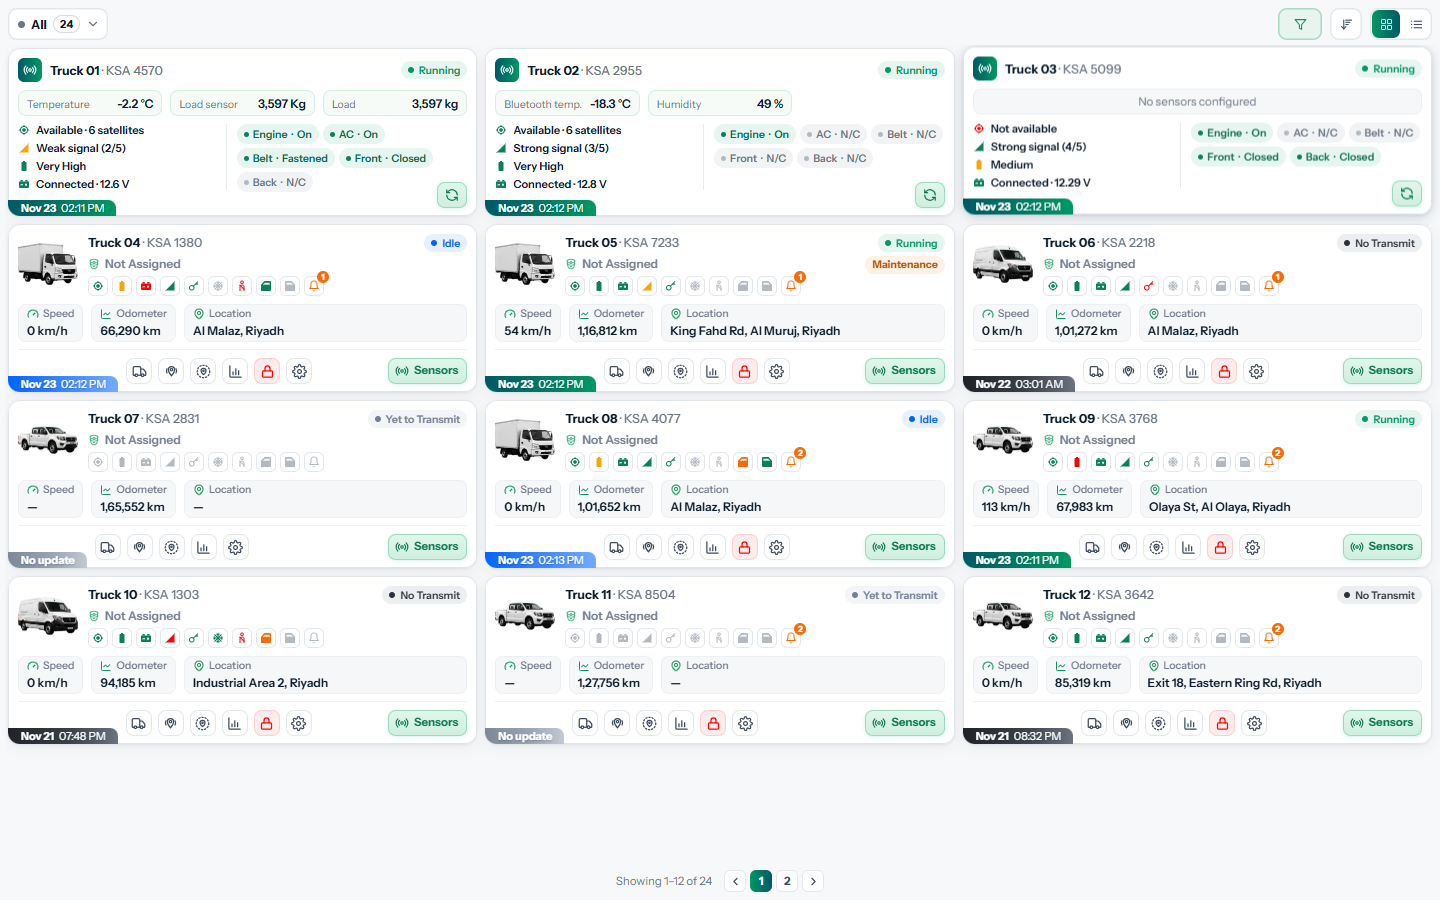 All 24
Truck 01 · KSA 4570
Running
Temperature -2.2 °C
Load sensor 3,597 Kg
Load 3,597 kg
Available · 6 satellites
Weak signal (2/5)
Very High
Connected · 12.6 V
Engine · On
AC · On
Belt · Fastened
Front · Closed
Back · N/C
Nov 23 02:11 PM
Truck 02 · KSA 2955
Running
Bluetooth temp. -18.3 °C
Humidity 49 %
Available · 6 satellites
Strong signal (3/5)
Very High
Connected · 12.8 V
Engine · On
AC · N/C
Belt · N/C
Front · N/C
Back · N/C
Nov 23 02:12 PM
Truck 03 · KSA 5099
Running
No sensors configured
Not available
Strong signal (4/5)
Medium
Connected · 12.29 V
Engine · On
AC · N/C
Belt · N/C
Front · Closed
Back · Closed
Nov 23 02:12 PM
Truck 04 · KSA 1380
Idle
Not Assigned
1
Speed
0 km/h
Odometer
66,290 km
Location
Al Malaz, Riyadh
Nov 23 02:12 PM
Sensors
Truck 05 · KSA 7233
Running
Not Assigned
Maintenance
1
Speed
54 km/h
Odometer
1,16,812 km
Location
King Fahd Rd, Al Muruj, Riyadh
Nov 23 02:12 PM
Sensors
Truck 06 · KSA 2218
No Transmit
Not Assigned
1
Speed
0 km/h
Odometer
1,01,272 km
Location
Al Malaz, Riyadh
Nov 22 03:01 AM
Sensors
Truck 07 · KSA 2831
Yet to Transmit
Not Assigned
Speed
—
Odometer
1,65,552 km
Location
—
No update
Sensors
Truck 08 · KSA 4077
Idle
Not Assigned
2
Speed
0 km/h
Odometer
1,01,652 km
Location
Al Malaz, Riyadh
Nov 23 02:13 PM
Sensors
Truck 09 · KSA 3768
Running
Not Assigned
2
Speed
113 km/h
Odometer
67,983 km
Location
Olaya St, Al Olaya, Riyadh
Nov 23 02:11 PM
Sensors
Truck 10 · KSA 1303
No Transmit
Not Assigned
Speed
0 km/h
Odometer
94,185 km
Location
Industrial Area 2, Riyadh
Nov 21 07:48 PM
Sensors
Truck 11 · KSA 8504
Yet to Transmit
Not Assigned
2
Speed
—
Odometer
1,27,756 km
Location
—
No update
Sensors
Truck 12 · KSA 3642
No Transmit
Not Assigned
2
Speed
0 km/h
Odometer
85,319 km
Location
Exit 18, Eastern Ring Rd, Riyadh
Nov 21 08:32 PM
Sensors
Showing 1–12 of 24
1 2